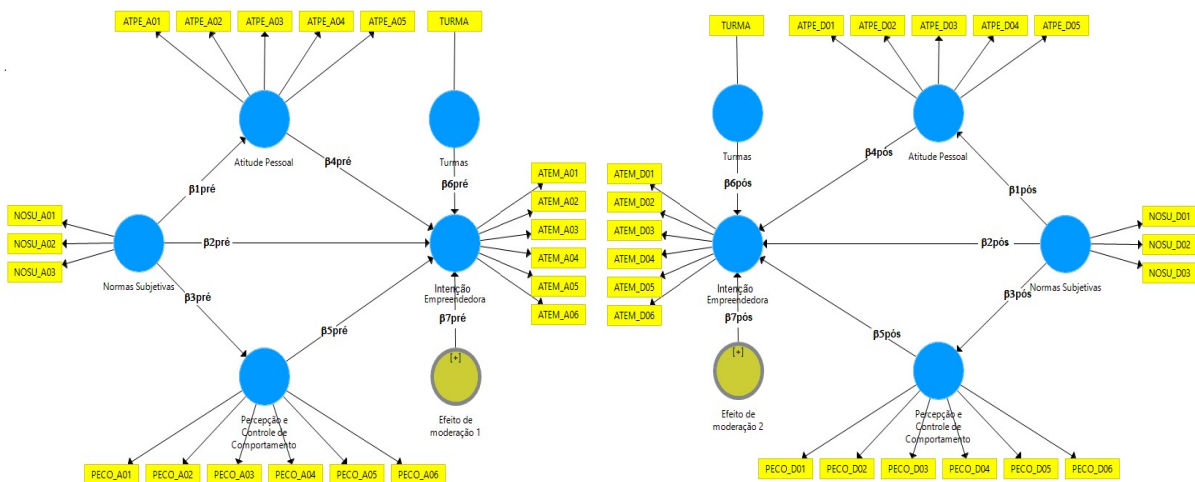 ATPE_A01
ATPE_A02
ATPE_A03
ATPE_A04
ATPE_A05
TURMA
Atitude Pessoal
Turmas
β4pré
β6pré
β1pré
NOSU_A01
NOSU_A02
NOSU_A03
Normas Subjetivas
β2pré
β3pré
Intenção
Empreendedora
ATEM_A01
ATEM_A02
ATEM_A03
ATEM_A04
ATEM_A05
ATEM_A06
β5pré
β7pré
[+]
Efeito de
moderação 1
Percepção e
Controle de
Comportamento
PECO_A01
PECO_A02
PECO_A03
PECO_A04
PECO_A05
PECO_A06
TURMA
ATPE_D01
ATPE_D02
ATPE_D03
ATPE_D04
ATPE_D05
Turmas
Atitude Pessoal
β6pós
β4pós
β1pós
ATEM_D01
ATEM_D02
ATEM_D03
ATEM_D04
ATEM_D05
ATEM_D06
Intenção
Empreendedora
β2pós
NOSU_D01
NOSU_D02
NOSU_D03
Normas Subjetivas
β3pós
β5pós
β7pós
[+]
Efeito de
moderação 2
Percepção e
Controle de
Comportamento
PECO_D01
PECO_D02
PECO_D03
PECO_D04
PECO_D05
PECO_D06